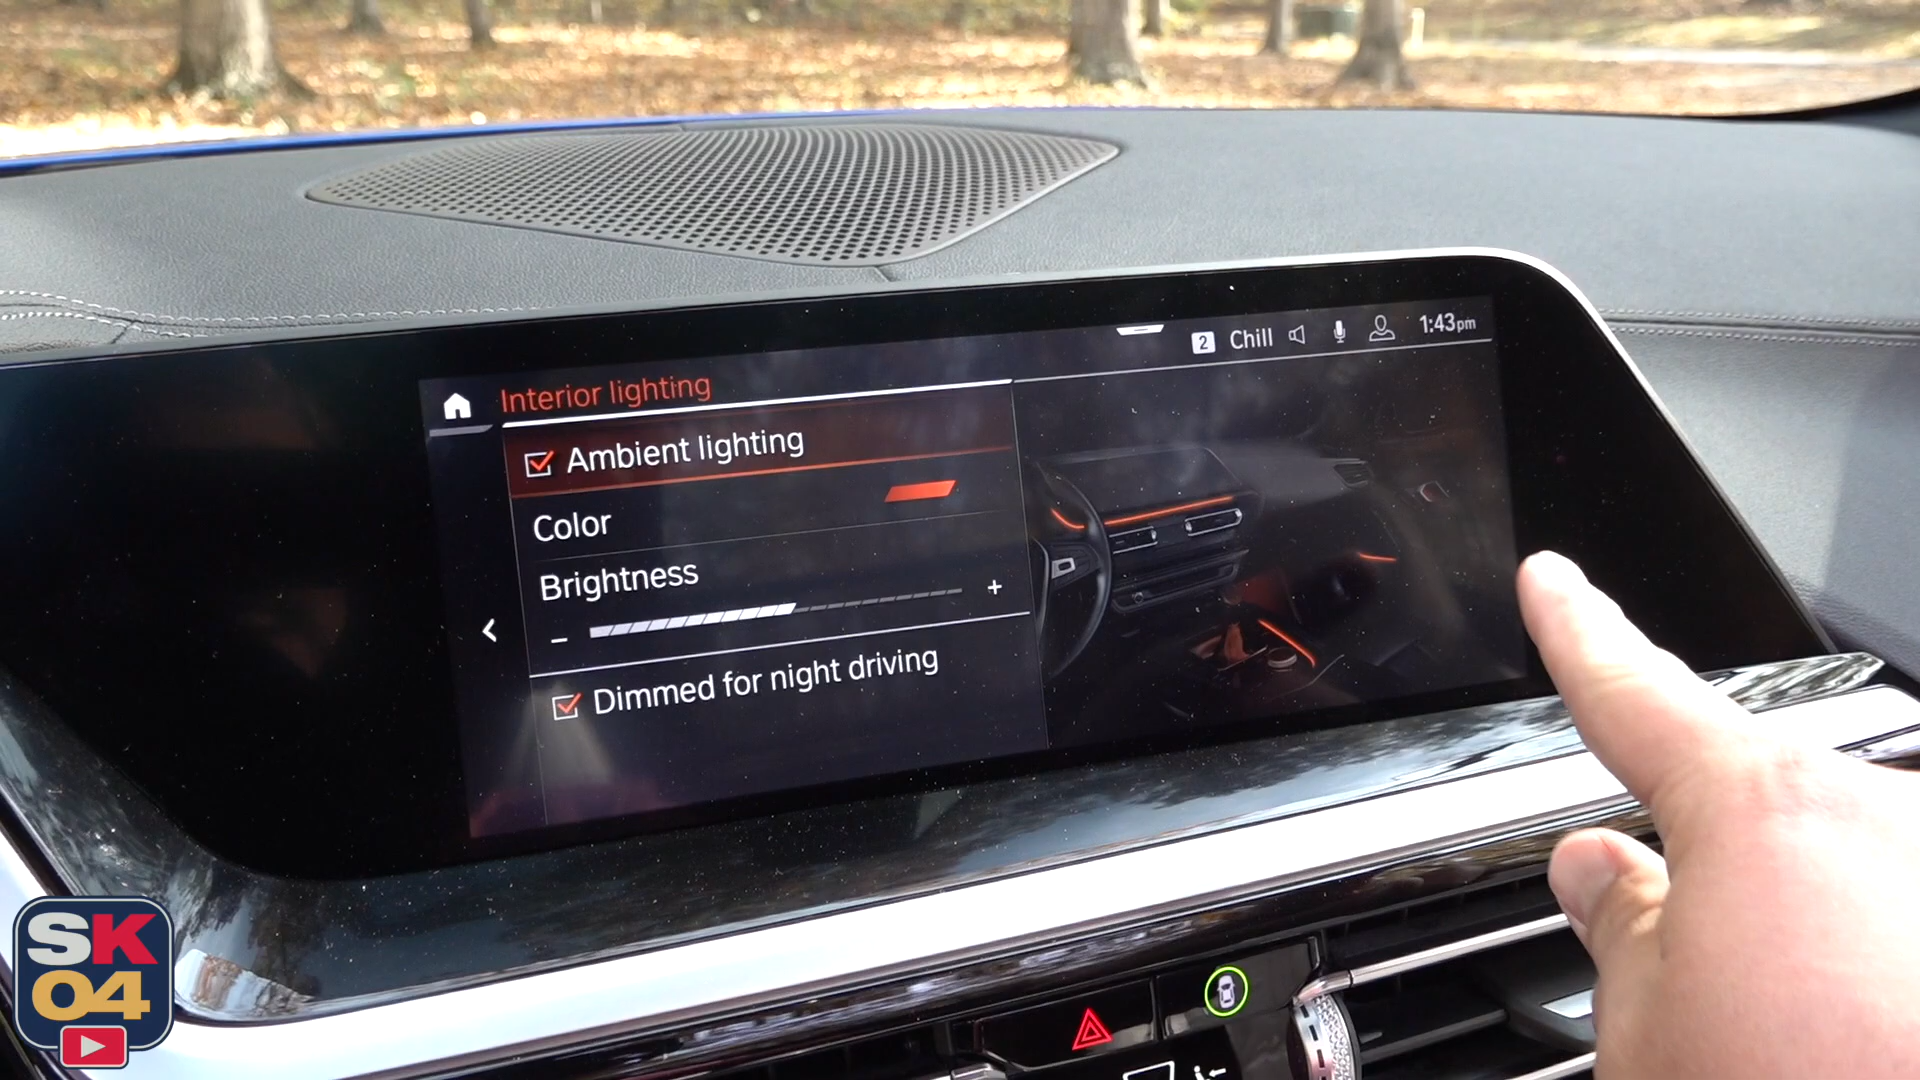 2 Chill 1:43pm
Interior lighting
Ambient lighting
Color
Brightness
- +
Dimmed for night driving
SK
04